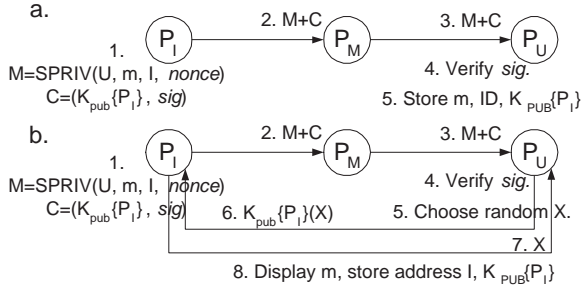 a.
1.
P_I
2. M+C
P_M
3. M+C
P_U
M=SPRIV(U, m, I, nonce)
C=(K_pub{P_I}, sig)
4. Verify sig.
5. Store m, ID, K_PUB{P_I}
b.
1.
P_I
2. M+C
P_M
3. M+C
P_U
M=SPRIV(U, m, I, nonce)
C=(K_pub{P_I}, sig)
4. Verify sig.
6. K_pub{P_I}(X)
5. Choose random X.
7. X
8. Display m, store address I, K_PUB{P_I}